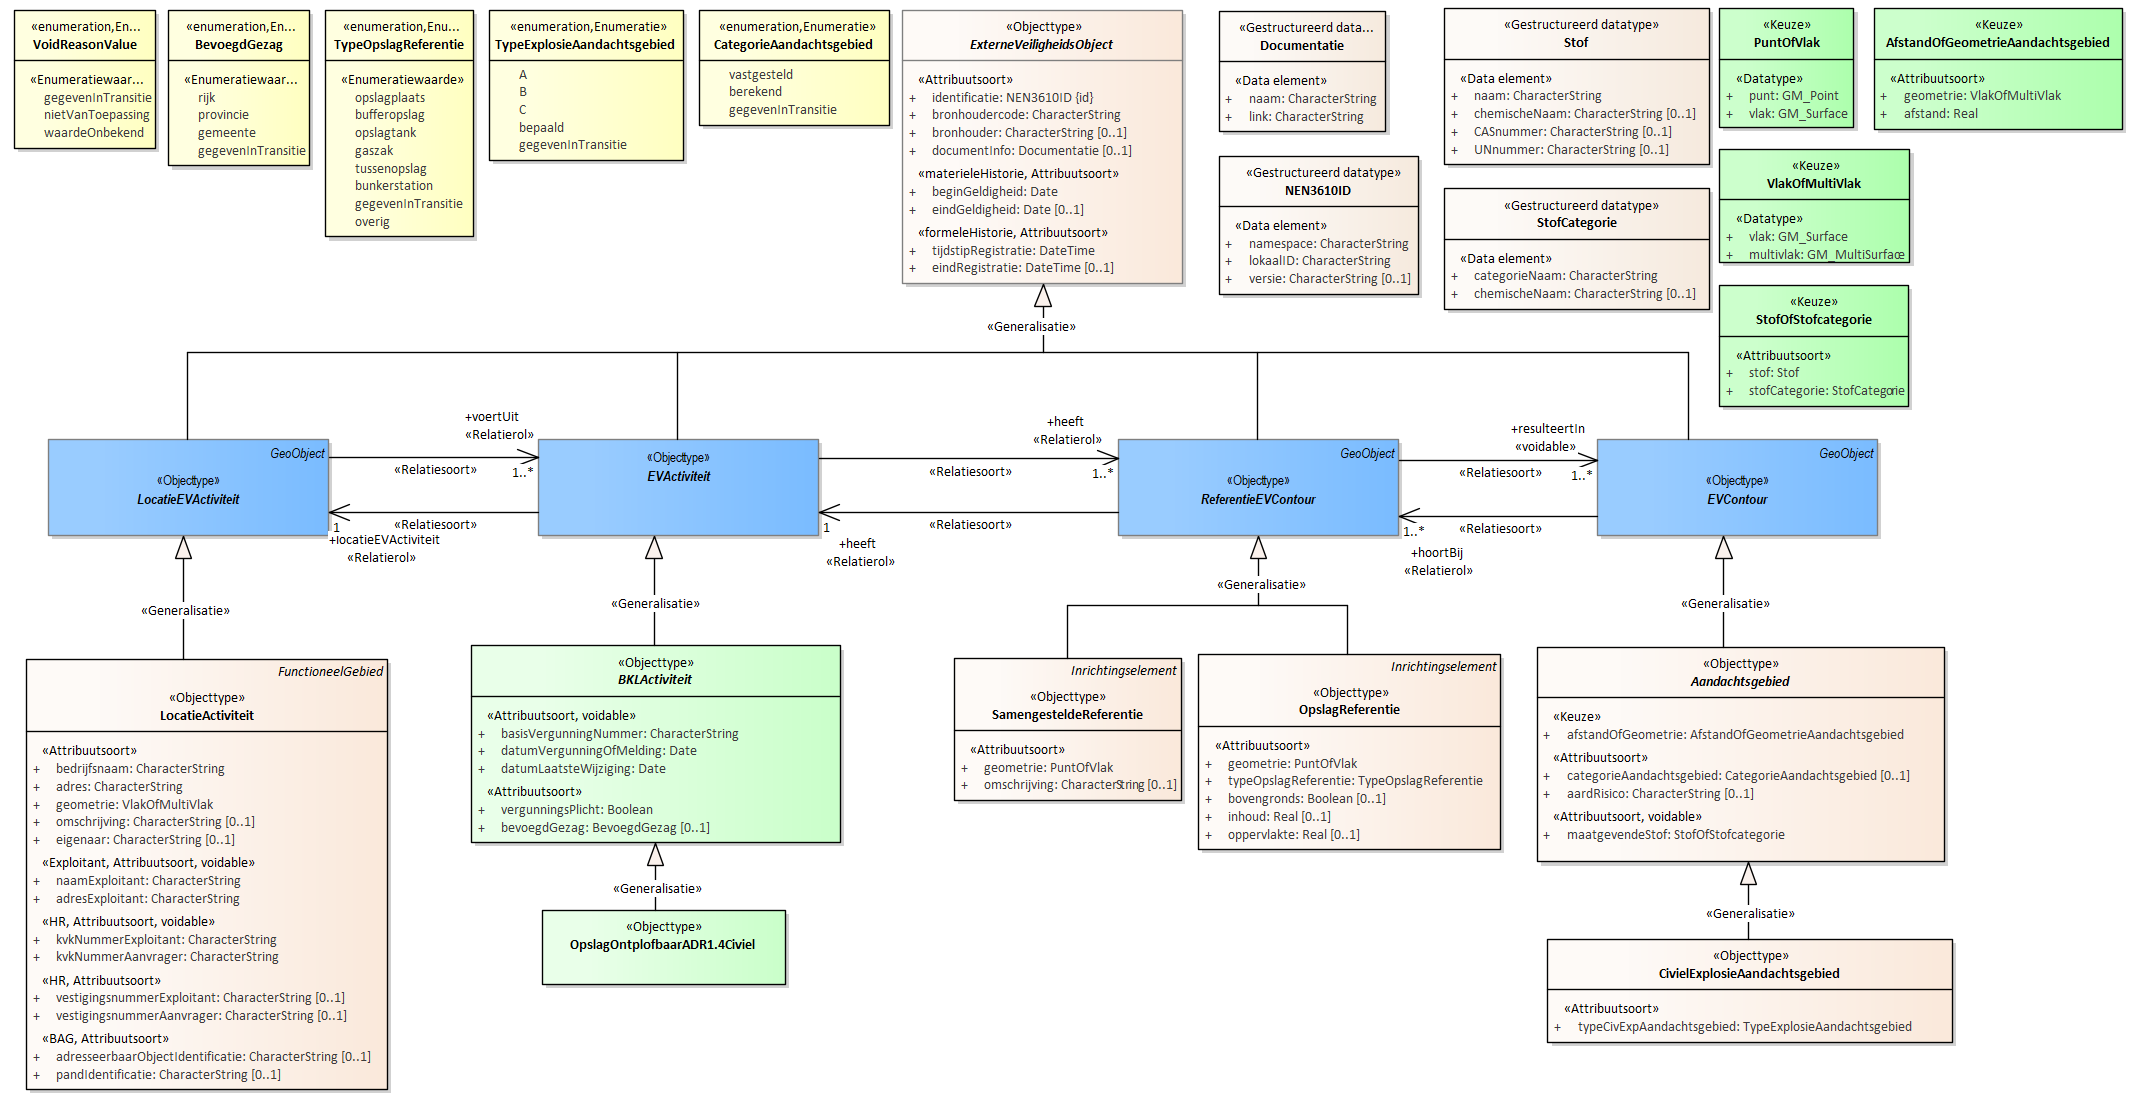 «enumeration,En...
VoidReasonValue
«Enumeratiewaar...
gegevenInTransitie
nietVanToepassing
waardeOnbekend
«enumeration,En...
BevoegdGezag
«Enumeratiewaar...
rijk
provincie
gemeente
gegevenInTransitie
«enumeration,Enu...
TypeOpslagReferentie
«Enumeratiewaarde»
opslagplaats
bufferopslag
opslagtank
gaszak
tussenopslag
bunkerstation
gegevenInTransitie
overig
«enumeration,Enumeratie»
TypeExplosieAandachtsgebied
A
B
C
bepaald
gegevenInTransitie
«enumeration,Enumeratie»
CategorieAandachtsgebied
vastgesteld
berekend
gegevenInTransitie
«Objecttype»
ExterneVeiligheidsObject
«Attribuutsoort»
+ identificatie: NEN3610ID {id}
+ bronhoudercode: CharacterString
+ bronhouder: CharacterString [0..1]
+ documentInfo: Documentatie [0..1]
«materieleHistorie, Attribuutsoort»
+ beginGeldigheid: Date
+ eindGeldigheid: Date [0..1]
«formeleHistorie, Attribuutsoort»
+ tijdstipRegistratie: DateTime
+ eindRegistratie: DateTime [0..1]
«Gestructureerd data...
Documentatie
«Data element»
+ naam: CharacterString
+ link: CharacterString
«Gestructureerd datatype»
NEN3610ID
«Data element»
+ namespace: CharacterString
+ lokaalID: CharacterString
+ versie: CharacterString [0..1]
«Gestructureerd datatype»
Stof
«Data element»
+ naam: CharacterString
+ chemischeNaam: CharacterString [0..1]
+ CASnummer: CharacterString [0..1]
+ UNnummer: CharacterString [0..1]
«Gestructureerd datatype»
StofCategorie
«Data element»
+ categorieNaam: CharacterString
+ chemischeNaam: CharacterString [0..1]
«Keuze»
PuntOfVlak
«Datatype»
+ punt: GM_Point
+ vlak: GM_Surface
«Keuze»
AfstandOfGeometrieAandachtsgebied
«Attribuutsoort»
+ geometrie: VlakOfMultiVlak
+ afstand: Real
«Keuze»
VlakOfMultiVlak
«Datatype»
+ vlak: GM_Surface
+ multivlak: GM_MultiSurface
«Keuze»
StofOfStofcategorie
«Attribuutsoort»
+ stof: Stof
+ stofCategorie: StofCategorie
«Generalisatie»
GeoObject
«Objecttype»
LocatieEVActiviteit
+voertUit
«Relatierol»
«Relatiesoort»
1..*
«Relatiesoort»
1
+locatieEVActiviteit
«Relatierol»
«Objecttype»
EVActiviteit
+heeft
«Relatierol»
«Relatiesoort»
1..*
«Relatiesoort»
1
+heeft
«Relatierol»
GeoObject
«Objecttype»
ReferentieEVContour
+resulteertIn
«voidable»
«Relatiesoort»
1..*
«Relatiesoort»
1..*
+hoortBij
«Relatierol»
GeoObject
«Objecttype»
EVContour
«Generalisatie»
«Generalisatie»
«Generalisatie»
«Generalisatie»
FunctioneelGebied
«Objecttype»
LocatieActiviteit
«Attribuutsoort»
+ bedrijfsnaam: CharacterString
+ adres: CharacterString
+ geometrie: VlakOfMultiVlak
+ omschrijving: CharacterString [0..1]
+ eigenaar: CharacterString [0..1]
«Exploitant, Attribuutsoort, voidable»
+ naamExploitant: CharacterString
+ adresExploitant: CharacterString
«HR, Attribuutsoort, voidable»
+ kvkNummerExploitant: CharacterString
+ kvkNummerAanvrager: CharacterString
«HR, Attribuutsoort»
+ vestigingsnummerExploitant: CharacterString [0..1]
+ vestigingsnummerAanvrager: CharacterString [0..1]
«BAG, Attribuutsoort»
+ adresseerbaarObjectIdentificatie: CharacterString [0..1]
+ pandIdentificatie: CharacterString [0..1]
«Objecttype»
BKLActiviteit
«Attribuutsoort, voidable»
+ basisVergunningNummer: CharacterString
+ datumVergunningOfMelding: Date
+ datumLaatsteWijziging: Date
«Attribuutsoort»
+ vergunningsPlicht: Boolean
+ bevoegdGezag: BevoegdGezag [0..1]
«Generalisatie»
«Objecttype»
OpslagOntplofbaarADR1.4Civiel
Inrichtingselement
«Objecttype»
SamengesteldeReferentie
«Attribuutsoort»
+ geometrie: PuntOfVlak
+ omschrijving: CharacterString [0..1]
Inrichtingselement
«Objecttype»
OpslagReferentie
«Attribuutsoort»
+ geometrie: PuntOfVlak
+ typeOpslagReferentie: TypeOpslagReferentie
+ bovengronds: Boolean [0..1]
+ inhoud: Real [0..1]
+ oppervlakte: Real [0..1]
«Objecttype»
Aandachtsgebied
«Keuze»
+ afstandOfGeometrie: AfstandOfGeometrieAandachtsgebied
«Attribuutsoort»
+ categorieAandachtsgebied: CategorieAandachtsgebied [0..1]
+ aardRisico: CharacterString [0..1]
«Attribuutsoort, voidable»
+ maatgevendeStof: StofOfStofcategorie
«Generalisatie»
«Objecttype»
CivielExplosieAandachtsgebied
«Attribuutsoort»
+ typeCivExpAandachtsgebied: TypeExplosieAandachtsgebied